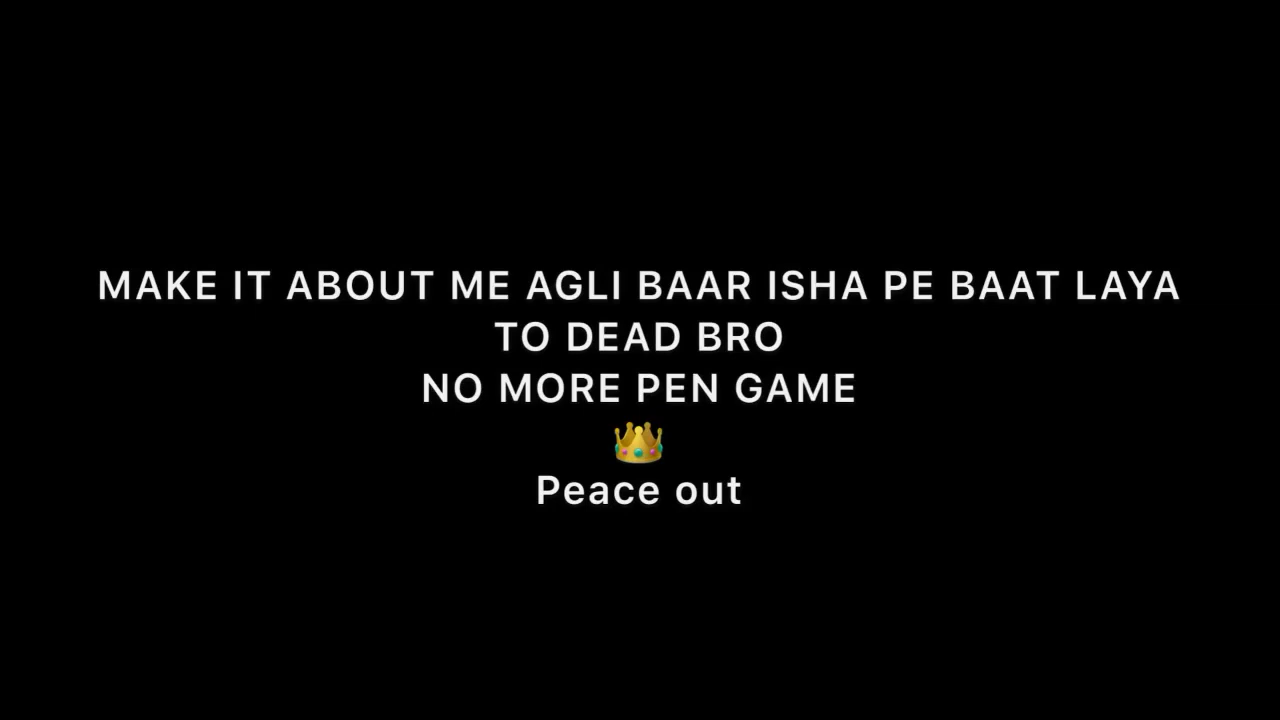 MAKE IT ABOUT ME AGLI BAAR ISHA PE BAAT LAYA
TO DEAD BRO
NO MORE PEN GAME
👑
Peace out